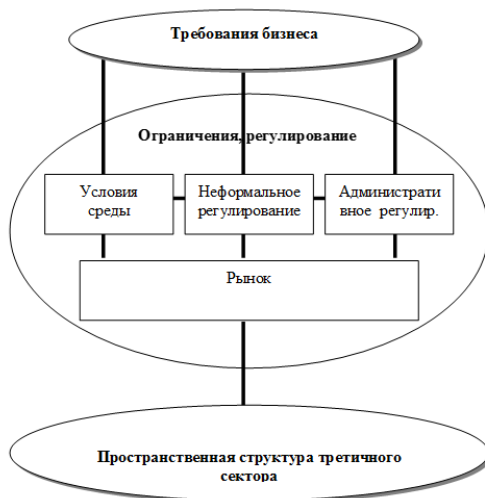 Требования бизнеса
Ограничения, регулирование
Условия
среды
Неформальное
регулирование
Администрати
вное регулир.
Рынок
Пространственная структура третичного
сектора